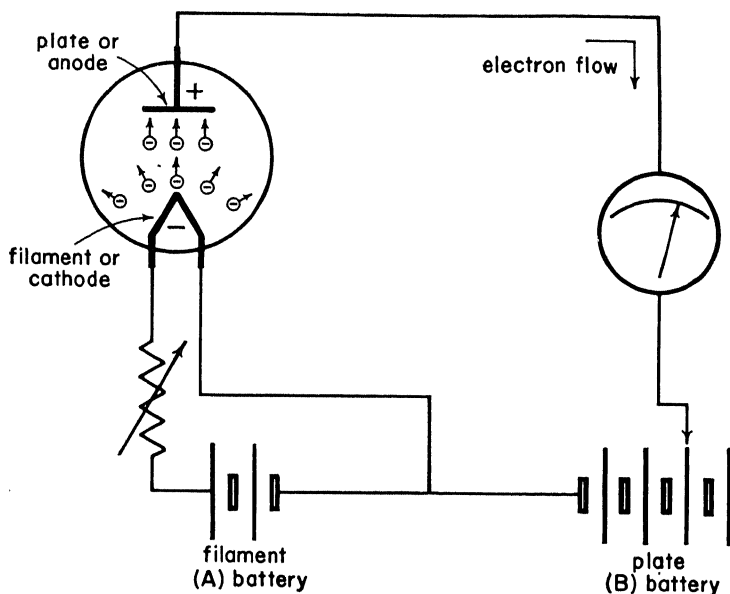 plate or
anode
+
electron flow
−
filament or
cathode
filament
(A) battery
plate
(B) battery